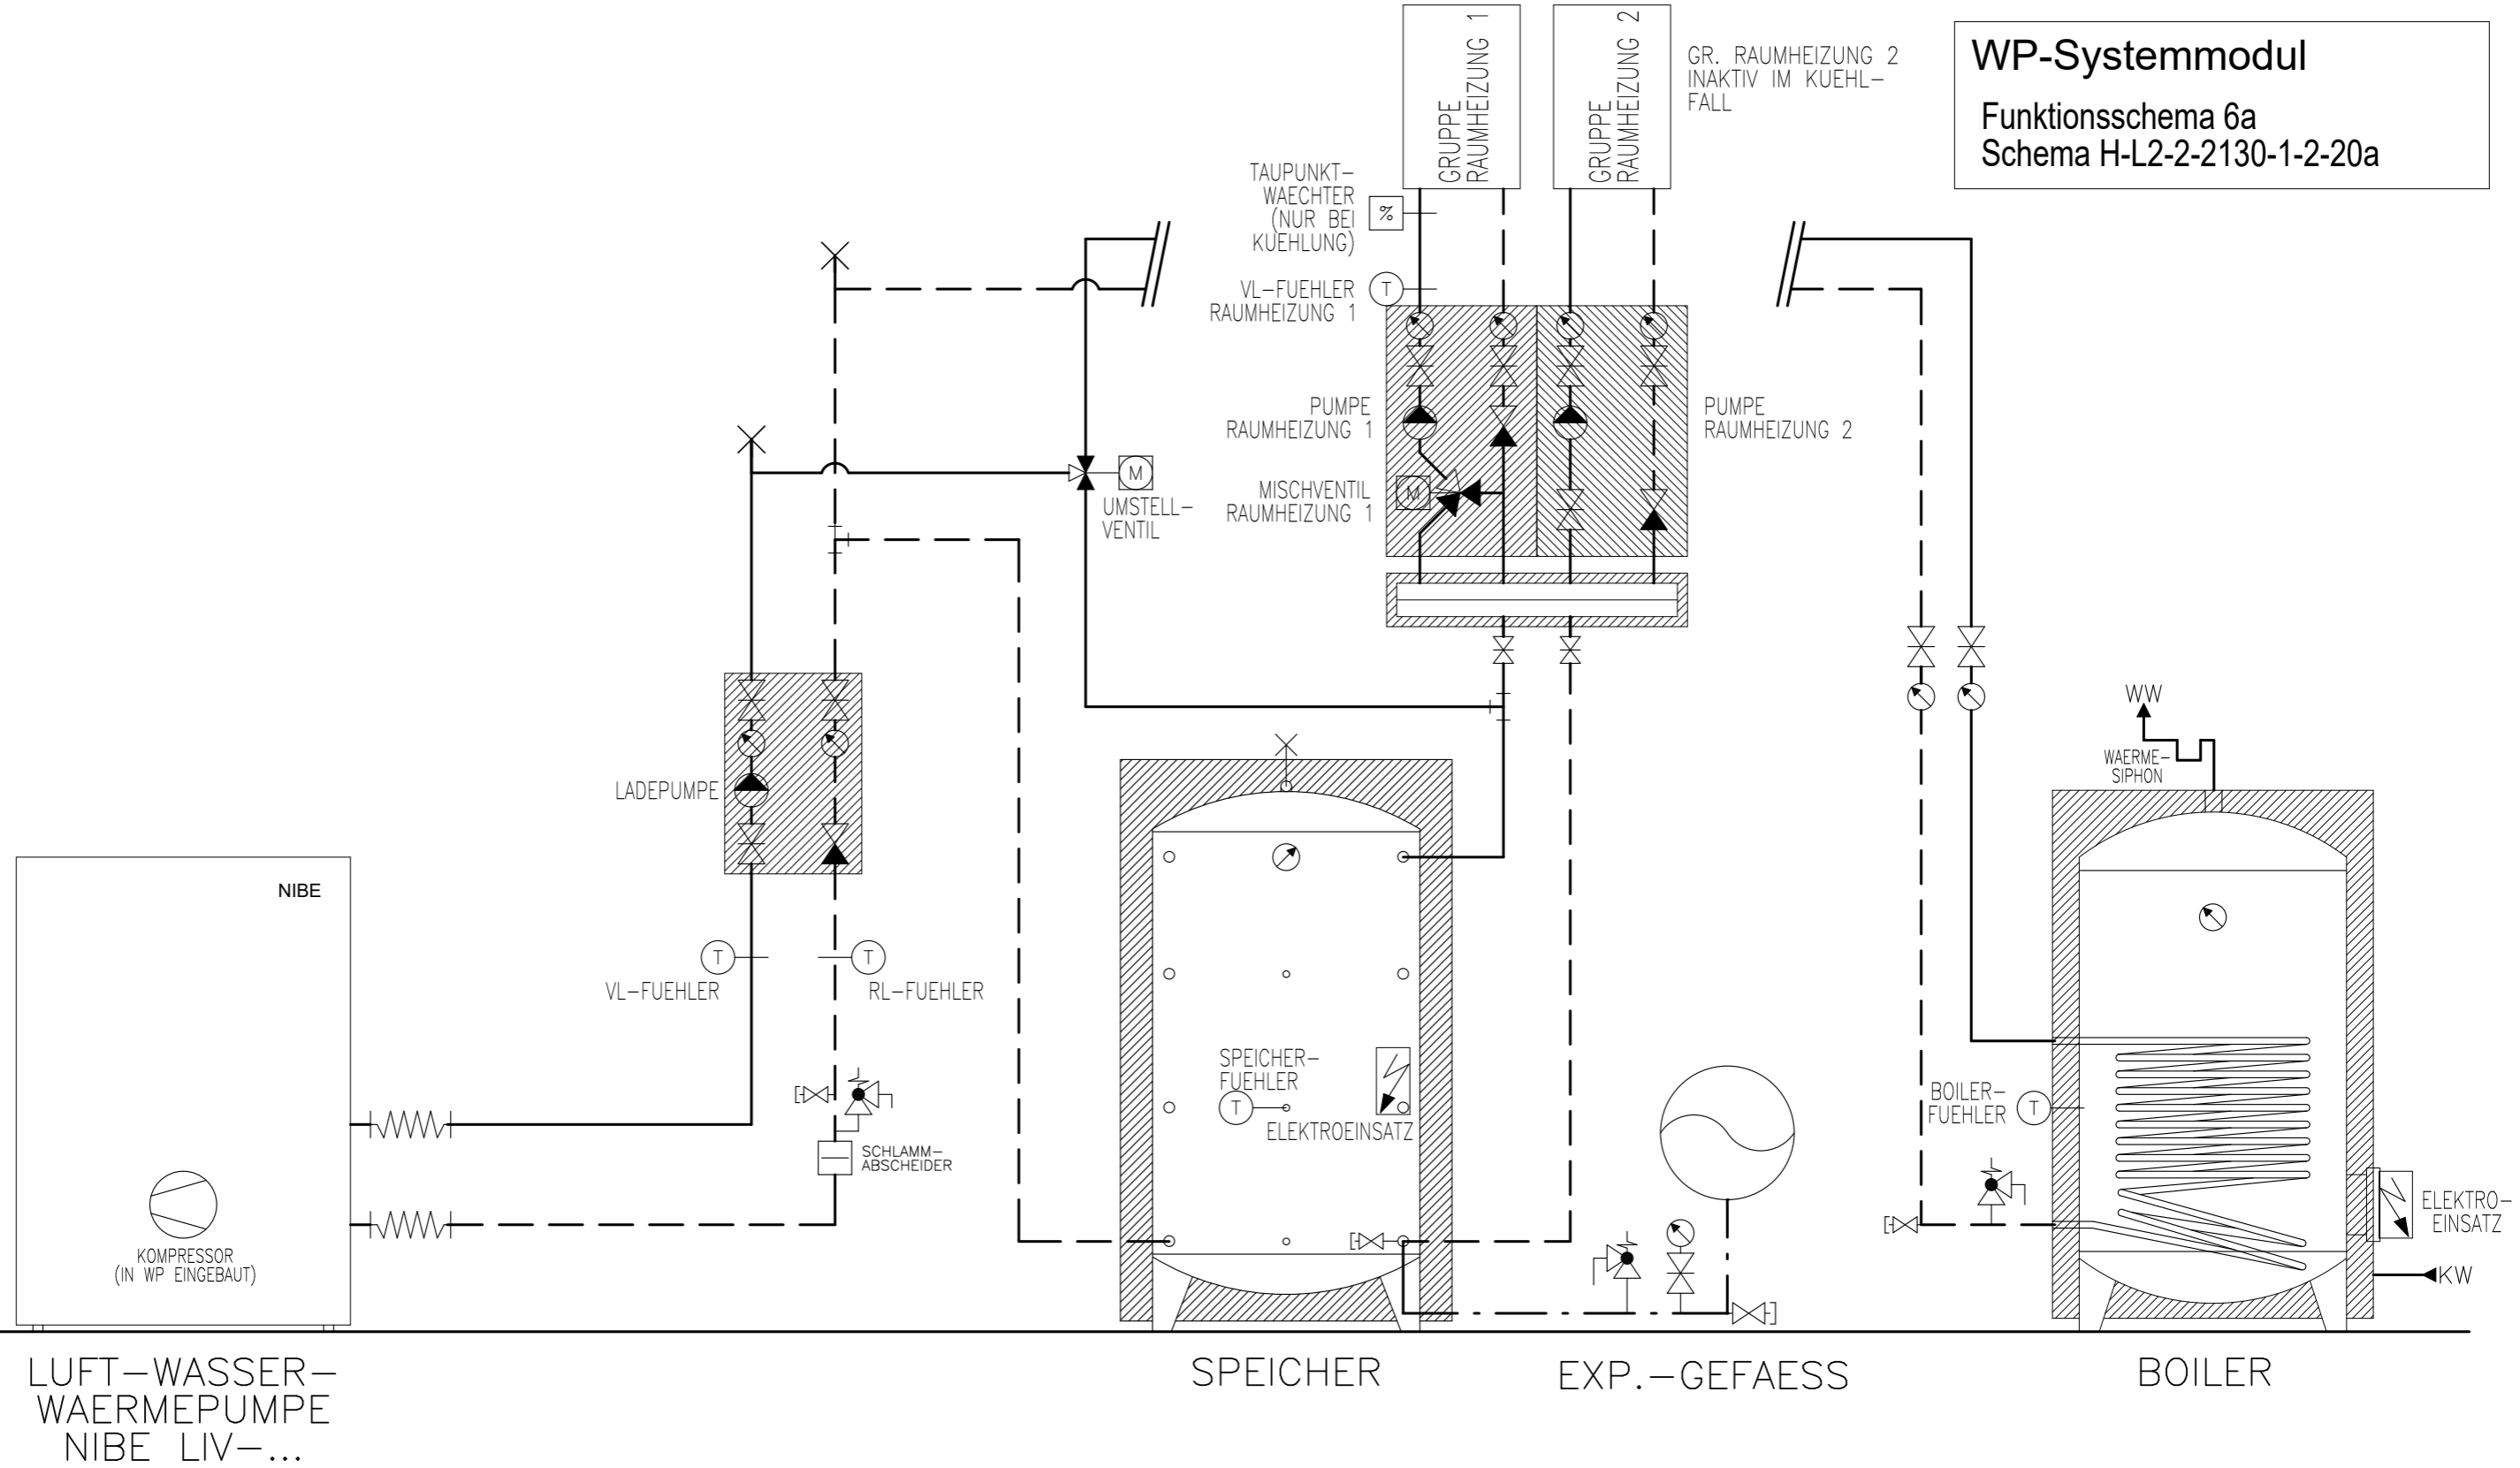 WP-Systemmodul
Funktionsschema 6a
Schema H-L2-2-2130-1-2-20a
GRUPPE
RAUMHEIZUNG 1
GRUPPE
RAUMHEIZUNG 2
GR. RAUMHEIZUNG 2
INAKTIV IM KUEHL-
FALL
TAUPUNKT-
WAECHTER
(NUR BEI
KUEHLUNG)
%
VL-FUEHLER
RAUMHEIZUNG 1
T
PUMPE
RAUMHEIZUNG 1
PUMPE
RAUMHEIZUNG 2
MISCHVENTIL
RAUMHEIZUNG 1
M
M
UMSTELL-
VENTIL
LADEPUMPE
WW
WAERME-
SIPHON
NIBE
T
VL-FUEHLER
T
RL-FUEHLER
SPEICHER-
FUEHLER
T
ELEKTROEINSATZ
BOILER-
FUEHLER
T
SCHLAMM-
ABSCHEIDER
ELEKTRO-
EINSATZ
KW
KOMPRESSOR
(IN WP EINGEBAUT)
LUFT-WASSER-
WAERMEPUMPE
NIBE LIV-...
SPEICHER
EXP.-GEFAESS
BOILER